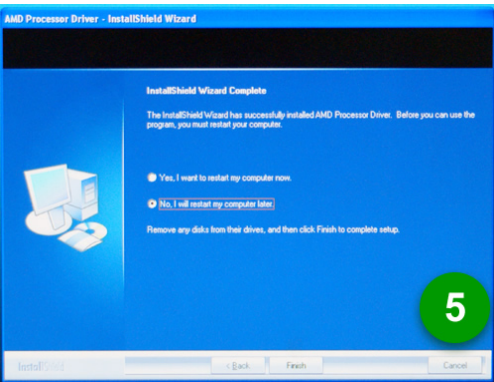 AMD Processor Driver - InstallShield Wizard
InstallShield Wizard Complete
The InstallShield Wizard has successfully installed AMD Processor Driver. Before you can use the
program, you must restart your computer.
Yes, I want to restart my computer now.
No, I will restart my computer later.
Remove any disks from their drives, and then click Finish to complete setup.
5
InstallShield
< Back
Finish
Cancel